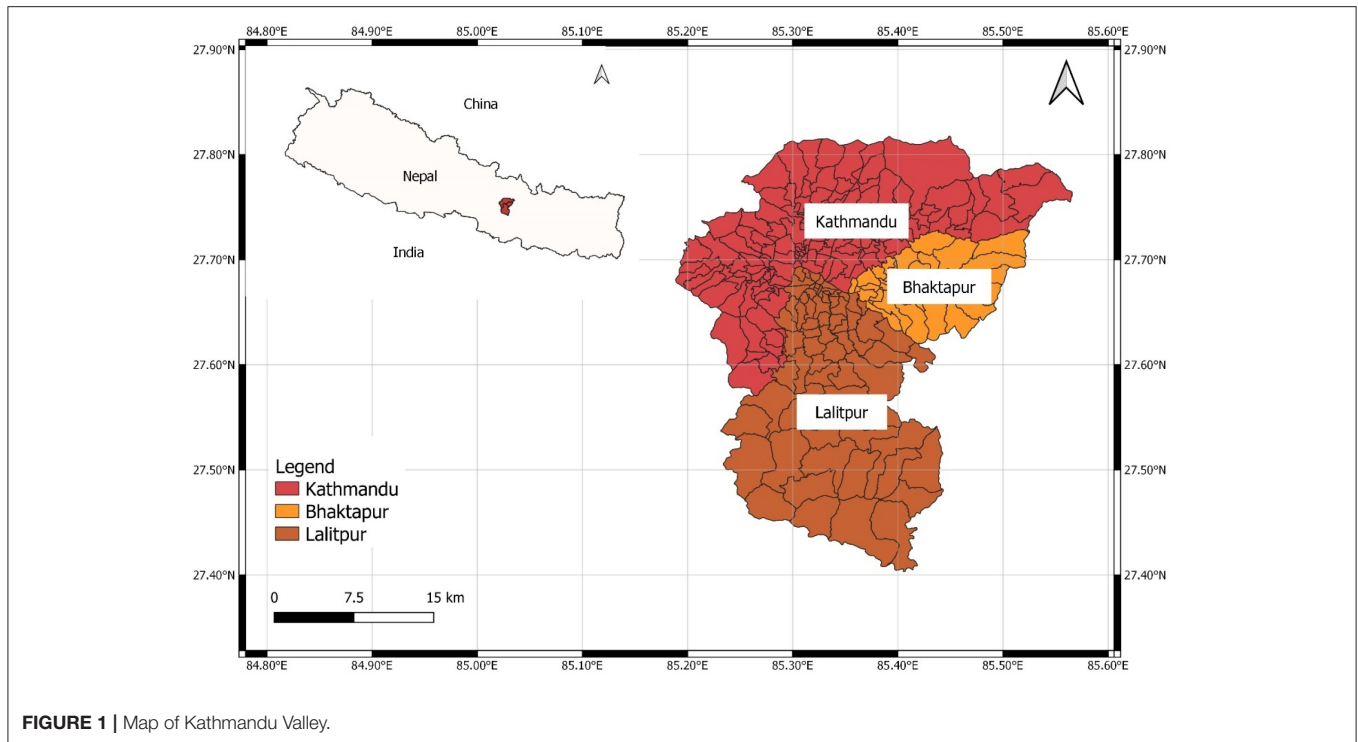 84.80°E 84.90°E 85.00°E 85.10°E 85.20°E 85.30°E 85.40°E 85.50°E 85.60°E
27.90°N 27.90°N
China
27.80°N 27.80°N
Nepal
Kathmandu
India
27.70°N 27.70°N
Bhaktapur
27.60°N 27.60°N
Lalitpur
27.50°N 27.50°N
Legend
Kathmandu
Bhaktapur
Lalitpur
27.40°N 27.40°N
0 7.5 15 km
84.80°E 84.90°E 85.00°E 85.10°E 85.20°E 85.30°E 85.40°E 85.50°E 85.60°E
FIGURE 1 | Map of Kathmandu Valley.